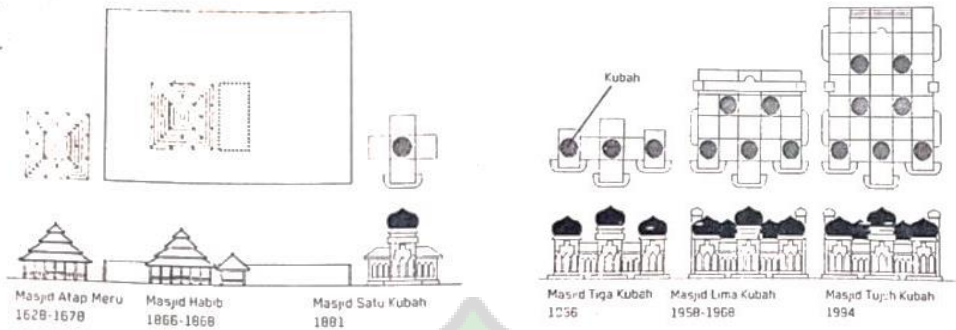 Kubah
Masjid Atap Meru
1628-1678
Masjid Habib
1866-1868
Masjid Satu Kubah
1881
Masjid Tiga Kubah
Masjid Lima Kubah
1958-1968
Masjid Tujuh Kubah
1994